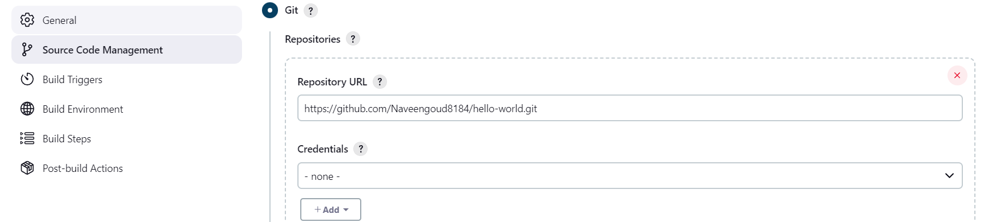 General
Source Code Management
Build Triggers
Build Environment
Build Steps
Post-build Actions
Git ?
Repositories ?
Repository URL ?
https://github.com/Naveengoud8184/hello-world.git
Credentials ?
- none -
+ Add